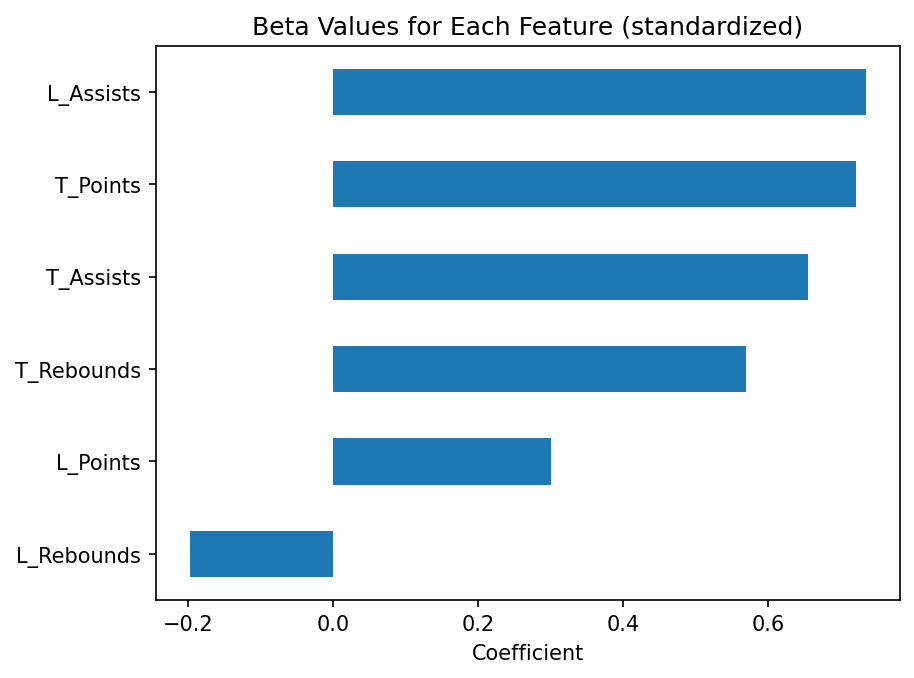 Beta Values for Each Feature (standardized)
L_Assists
T_Points
T_Assists
T_Rebounds
L_Points
L_Rebounds
−0.2 0.0 0.2 0.4 0.6
Coefficient